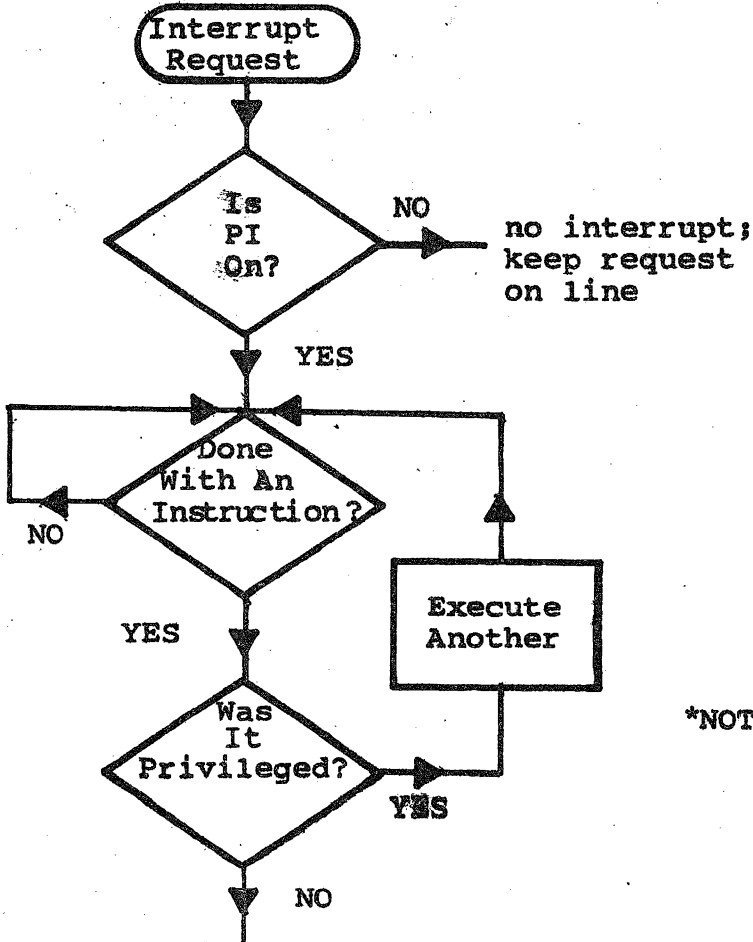 Interrupt
Request
Is
PI
On?
NO
no interrupt;
keep request
on line
YES
Done
With An
Instruction?
NO
Execute
Another
YES
Was
It
Privileged?
*NOT
YES
NO